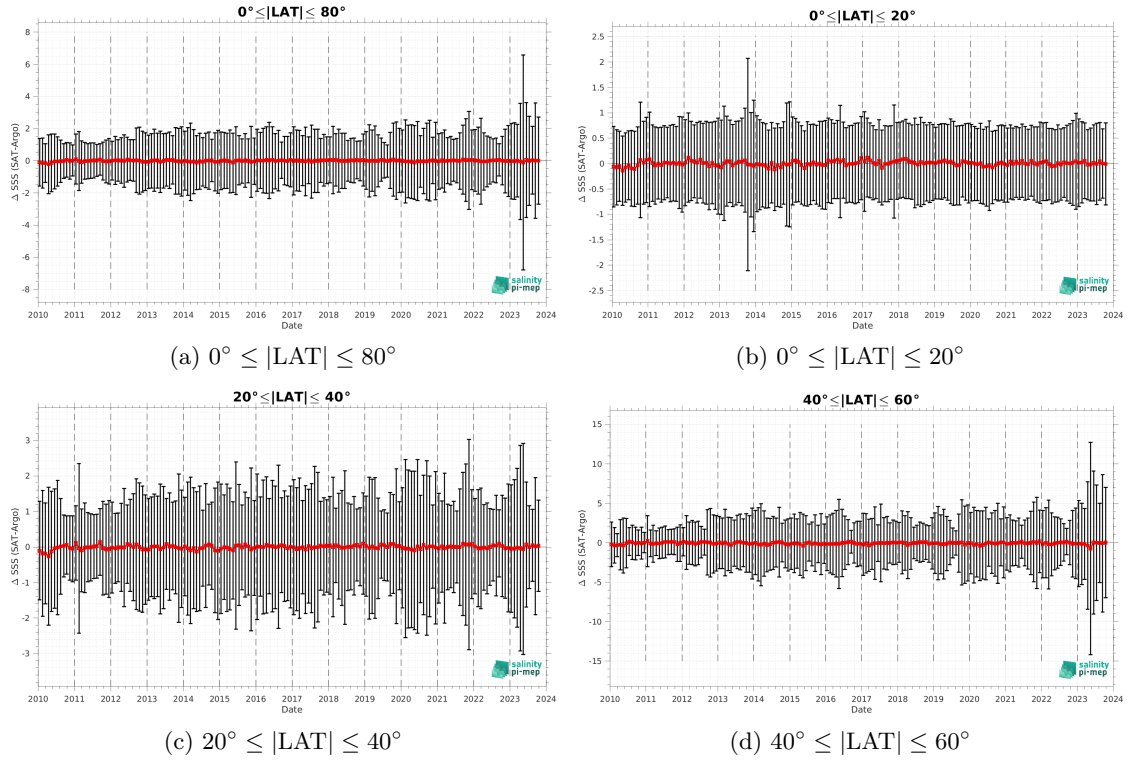 0°≤|LAT|≤ 80°
Δ SSS (SAT-Argo)
8
6
4
2
0
-2
-4
-6
-8
salinity
pi-mep
2010 2011 2012 2013 2014 2015 2016 2017 2018 2019 2020 2021 2022 2023 2024
Date
(a) 0° ≤ |LAT| ≤ 80°
0°≤|LAT|≤ 20°
Δ SSS (SAT-Argo)
2.5
2
1.5
1
0.5
0
-0.5
-1
-1.5
-2
-2.5
salinity
pi-mep
2010 2011 2012 2013 2014 2015 2016 2017 2018 2019 2020 2021 2022 2023 2024
Date
(b) 0° ≤ |LAT| ≤ 20°
20°≤|LAT|≤ 40°
Δ SSS (SAT-Argo)
3
2
1
0
-1
-2
-3
salinity
pi-mep
2010 2011 2012 2013 2014 2015 2016 2017 2018 2019 2020 2021 2022 2023 2024
Date
(c) 20° ≤ |LAT| ≤ 40°
40°≤|LAT|≤ 60°
Δ SSS (SAT-Argo)
15
10
5
0
-5
-10
-15
salinity
pi-mep
2010 2011 2012 2013 2014 2015 2016 2017 2018 2019 2020 2021 2022 2023 2024
Date
(d) 40° ≤ |LAT| ≤ 60°